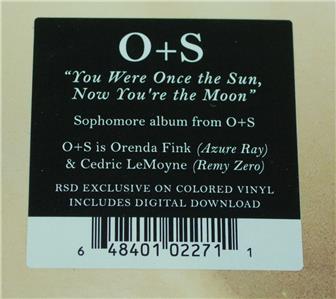 O+S
“You Were Once the Sun,
Now You're the Moon”
Sophomore album from O+S
O+S is Orenda Fink (Azure Ray)
& Cedric LeMoyne (Remy Zero)
RSD EXCLUSIVE ON COLORED VINYL
INCLUDES DIGITAL DOWNLOAD
6 48401 02271 1